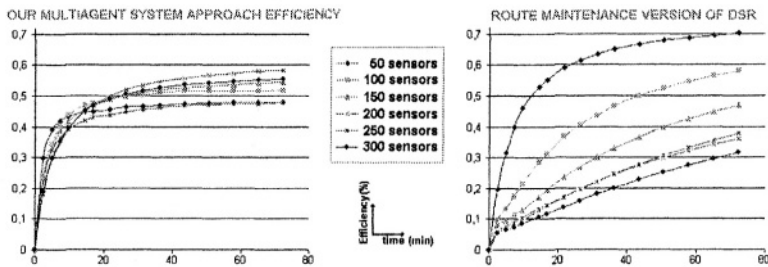 OUR MULTIAGENT SYSTEM APPROACH EFFICIENCY
0,7
0,6
0,5
0,4
0,3
0,2
0,1
0
0 20 40 60 80
50 sensors
100 sensors
150 sensors
200 sensors
250 sensors
300 sensors
Efficiency(%)
time (min)
ROUTE MAINTENANCE VERSION OF DSR
0,7
0,6
0,5
0,4
0,3
0,2
0,1
0
0 20 40 60 80